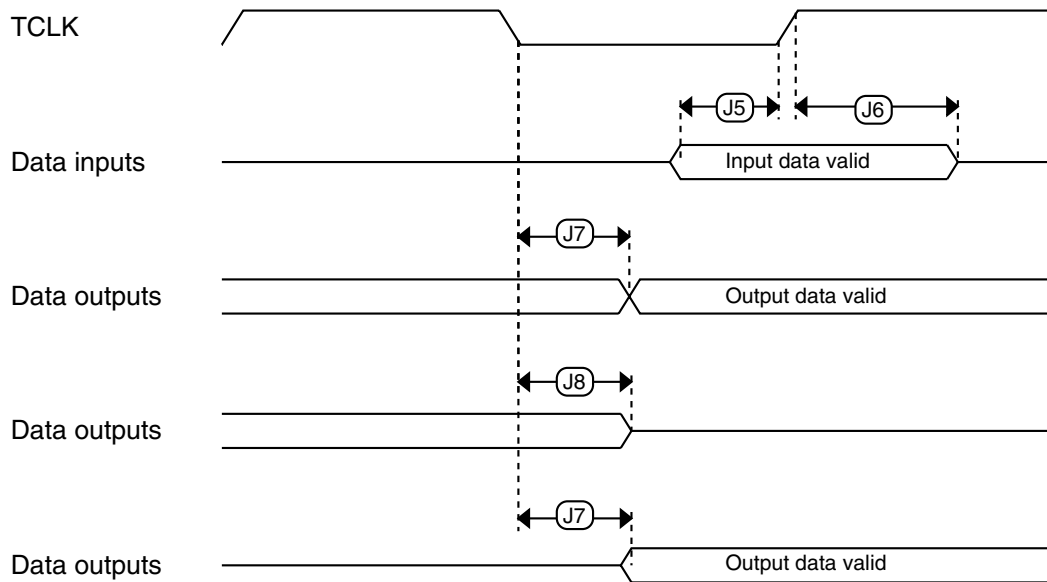 TCLK
J5
J6
Data inputs
Input data valid
J7
Data outputs
Output data valid
J8
Data outputs
J7
Data outputs
Output data valid